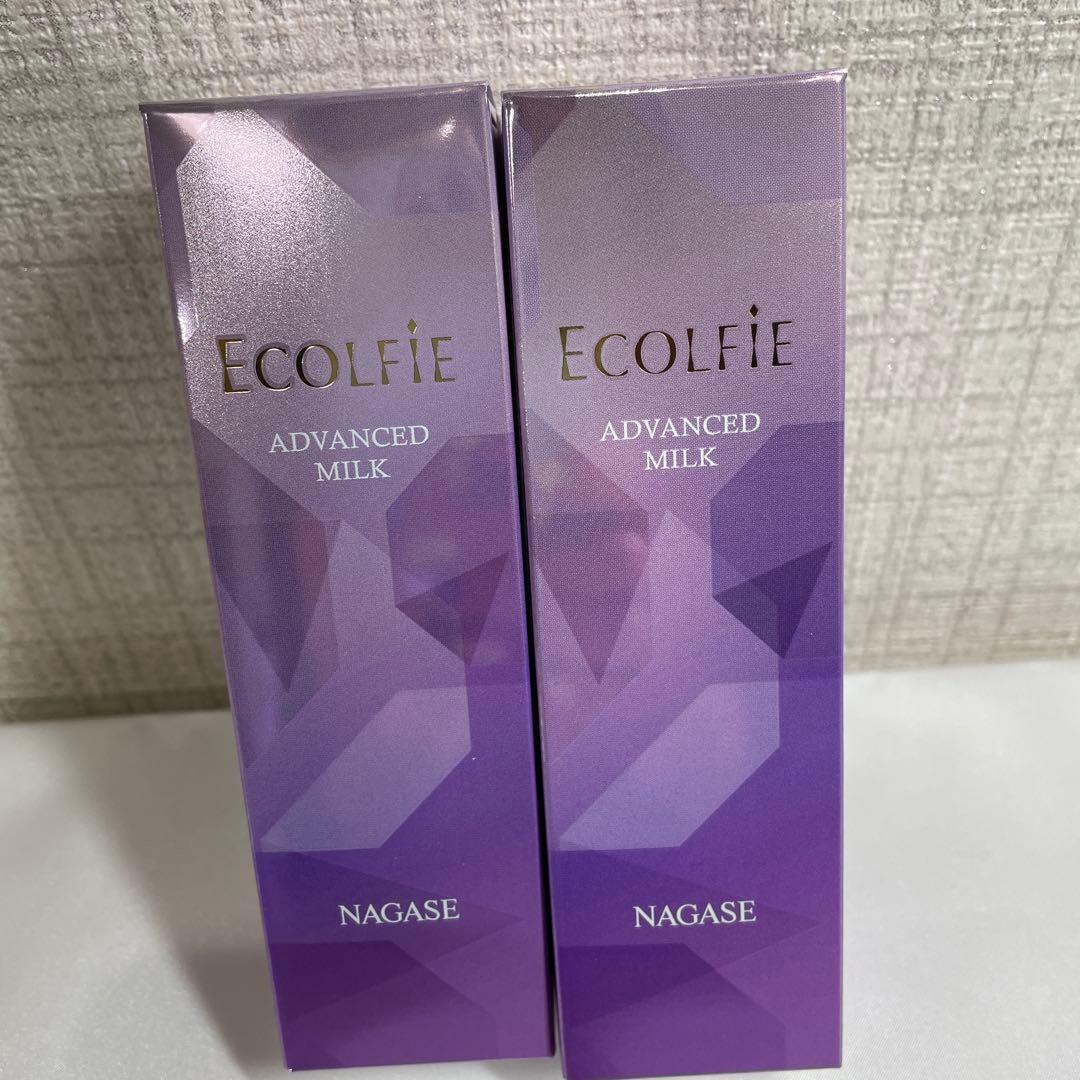 ECOLFiE
ADVANCED
MILK
NAGASE
ECOLFiE
ADVANCED
MILK
NAGASE